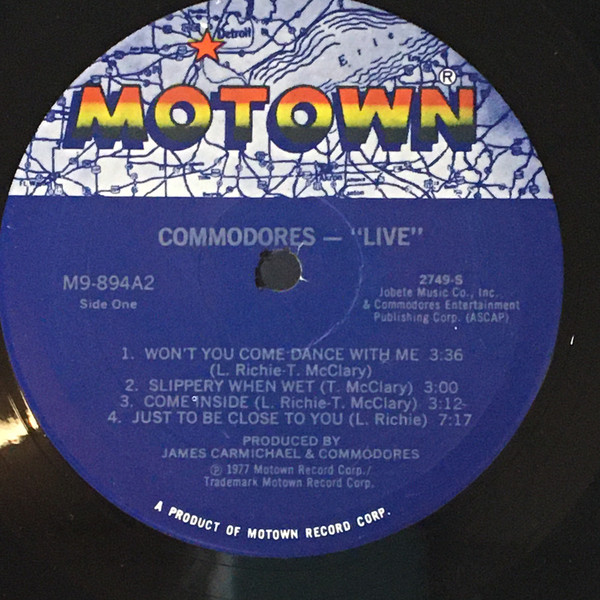 Detroit
Erie
MOTOWN®
COMMODORES — "LIVE"
M9-894A2
Side One
2749-S
Jobete Music Co., Inc.
& Commodores Entertainment
Publishing Corp. (ASCAP)
1. WON'T YOU COME DANCE WITH ME 3:36
(L. Richie-T. McClary)
2. SLIPPERY WHEN WET (T. McClary) 3:00
3. COME INSIDE (L. Richie-T. McClary) 3:12
4. JUST TO BE CLOSE TO YOU (L. Richie) 7:17
PRODUCED BY
JAMES CARMICHAEL & COMMODORES
℗ 1977 Motown Record Corp./
Trademark Motown Record Corp.
A PRODUCT OF MOTOWN RECORD CORP.